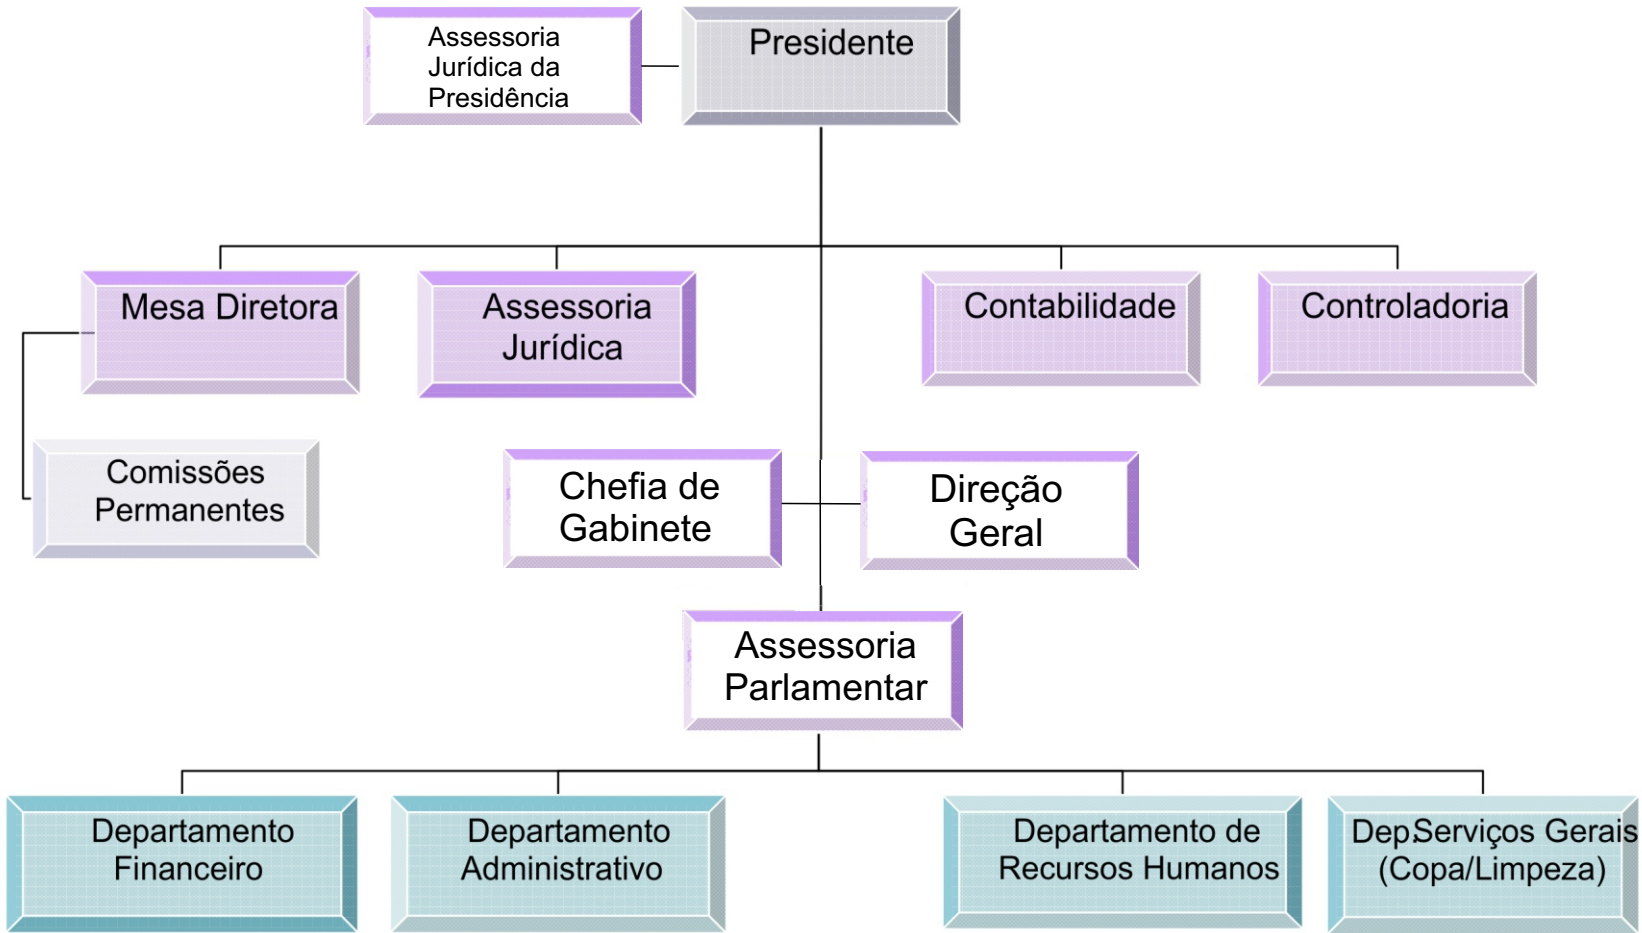 Assessoria
Jurídica da
Presidência
Presidente
Mesa Diretora
Assessoria
Jurídica
Contabilidade
Controladoria
Comissões
Permanentes
Chefia de
Gabinete
Direção
Geral
Assessoria
Parlamentar
Departamento
Financeiro
Departamento
Administrativo
Departamento de
Recursos Humanos
Dep.Serviços Gerais
(Copa/Limpeza)